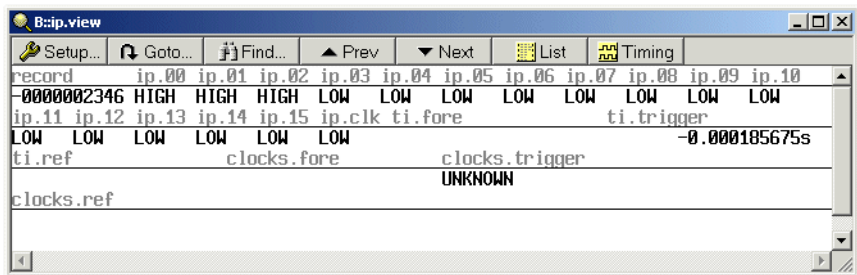 B::ip.view
Setup... Goto... Find... Prev Next List Timing
record ip.00 ip.01 ip.02 ip.03 ip.04 ip.05 ip.06 ip.07 ip.08 ip.09 ip.10
-0000002346 HIGH HIGH HIGH LOW LOW LOW LOW LOW LOW LOW LOW
ip.11 ip.12 ip.13 ip.14 ip.15 ip.clk ti.fore ti.trigger
LOW LOW LOW LOW LOW LOW -0.000185675s
ti.ref clocks.fore clocks.trigger
UNKNOWN
clocks.ref